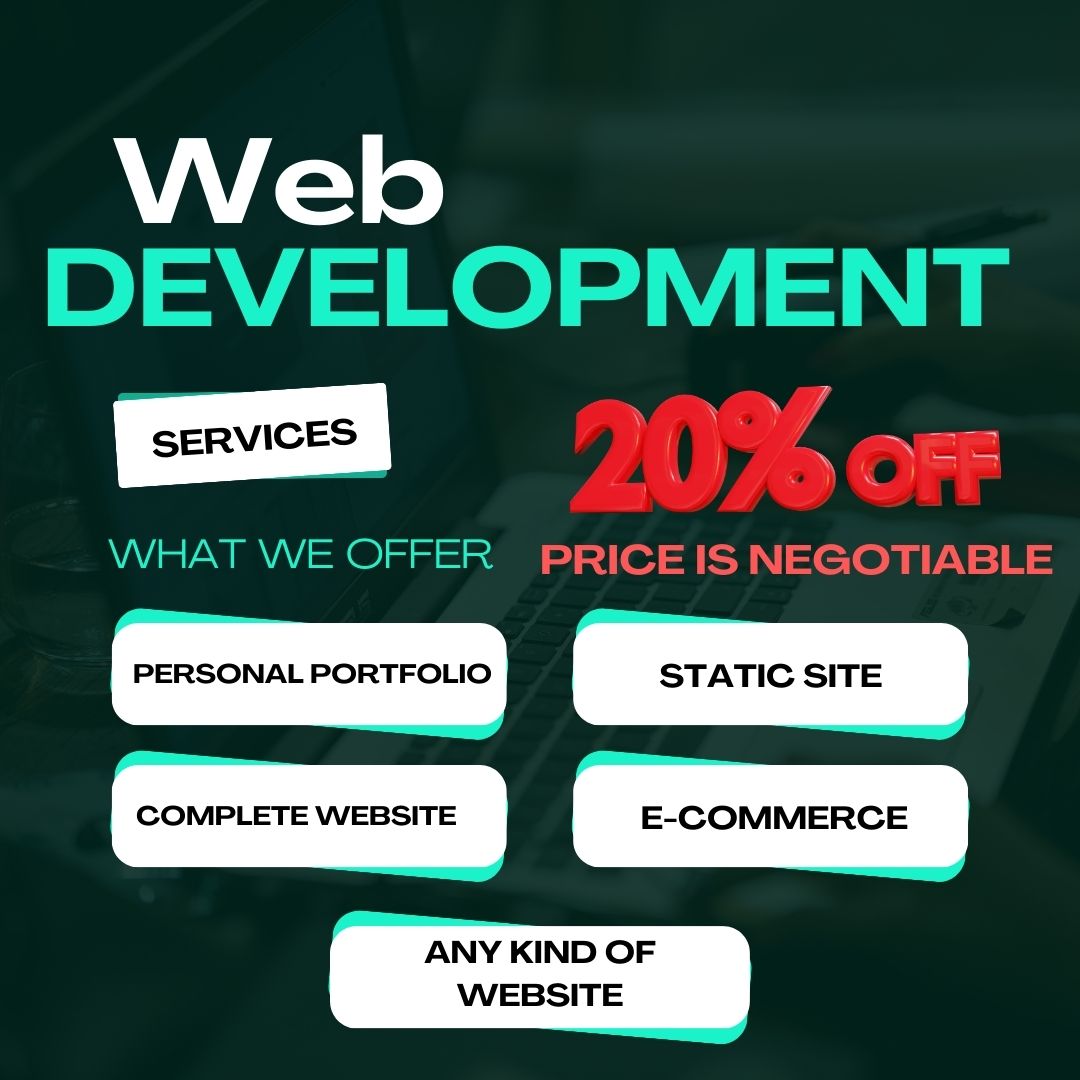 Web
DEVELOPMENT
SERVICES
20% OFF
WHAT WE OFFER
PRICE IS NEGOTIABLE
PERSONAL PORTFOLIO
STATIC SITE
COMPLETE WEBSITE
E-COMMERCE
ANY KIND OF
WEBSITE